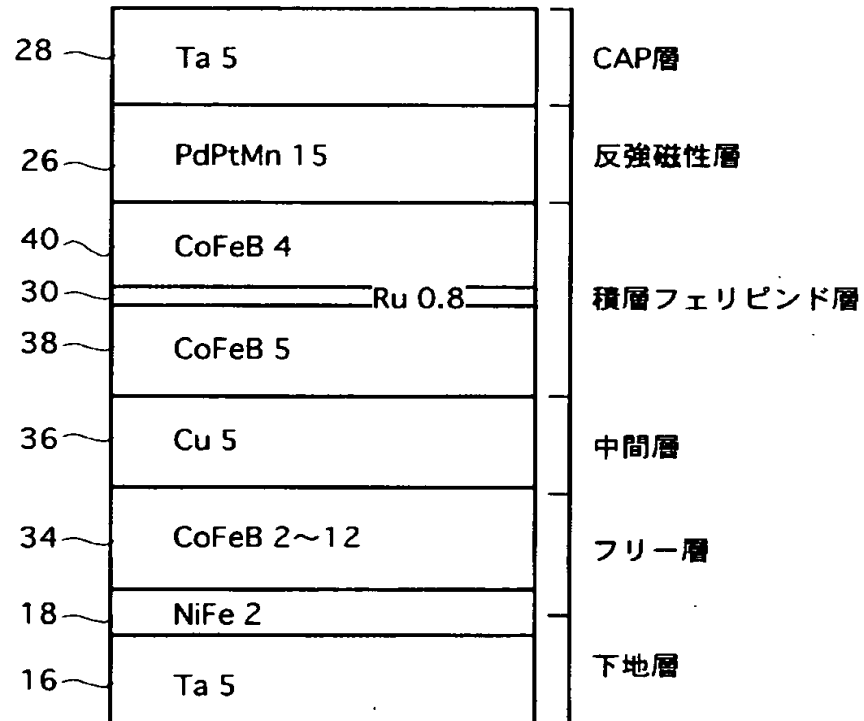 28 Ta 5 CAP層
26 PdPtMn 15 反強磁性層
40 CoFeB 4
30 Ru 0.8 積層フェリピンド層
38 CoFeB 5
36 Cu 5 中間層
34 CoFeB 2〜12 フリー層
18 NiFe 2
16 Ta 5 下地層